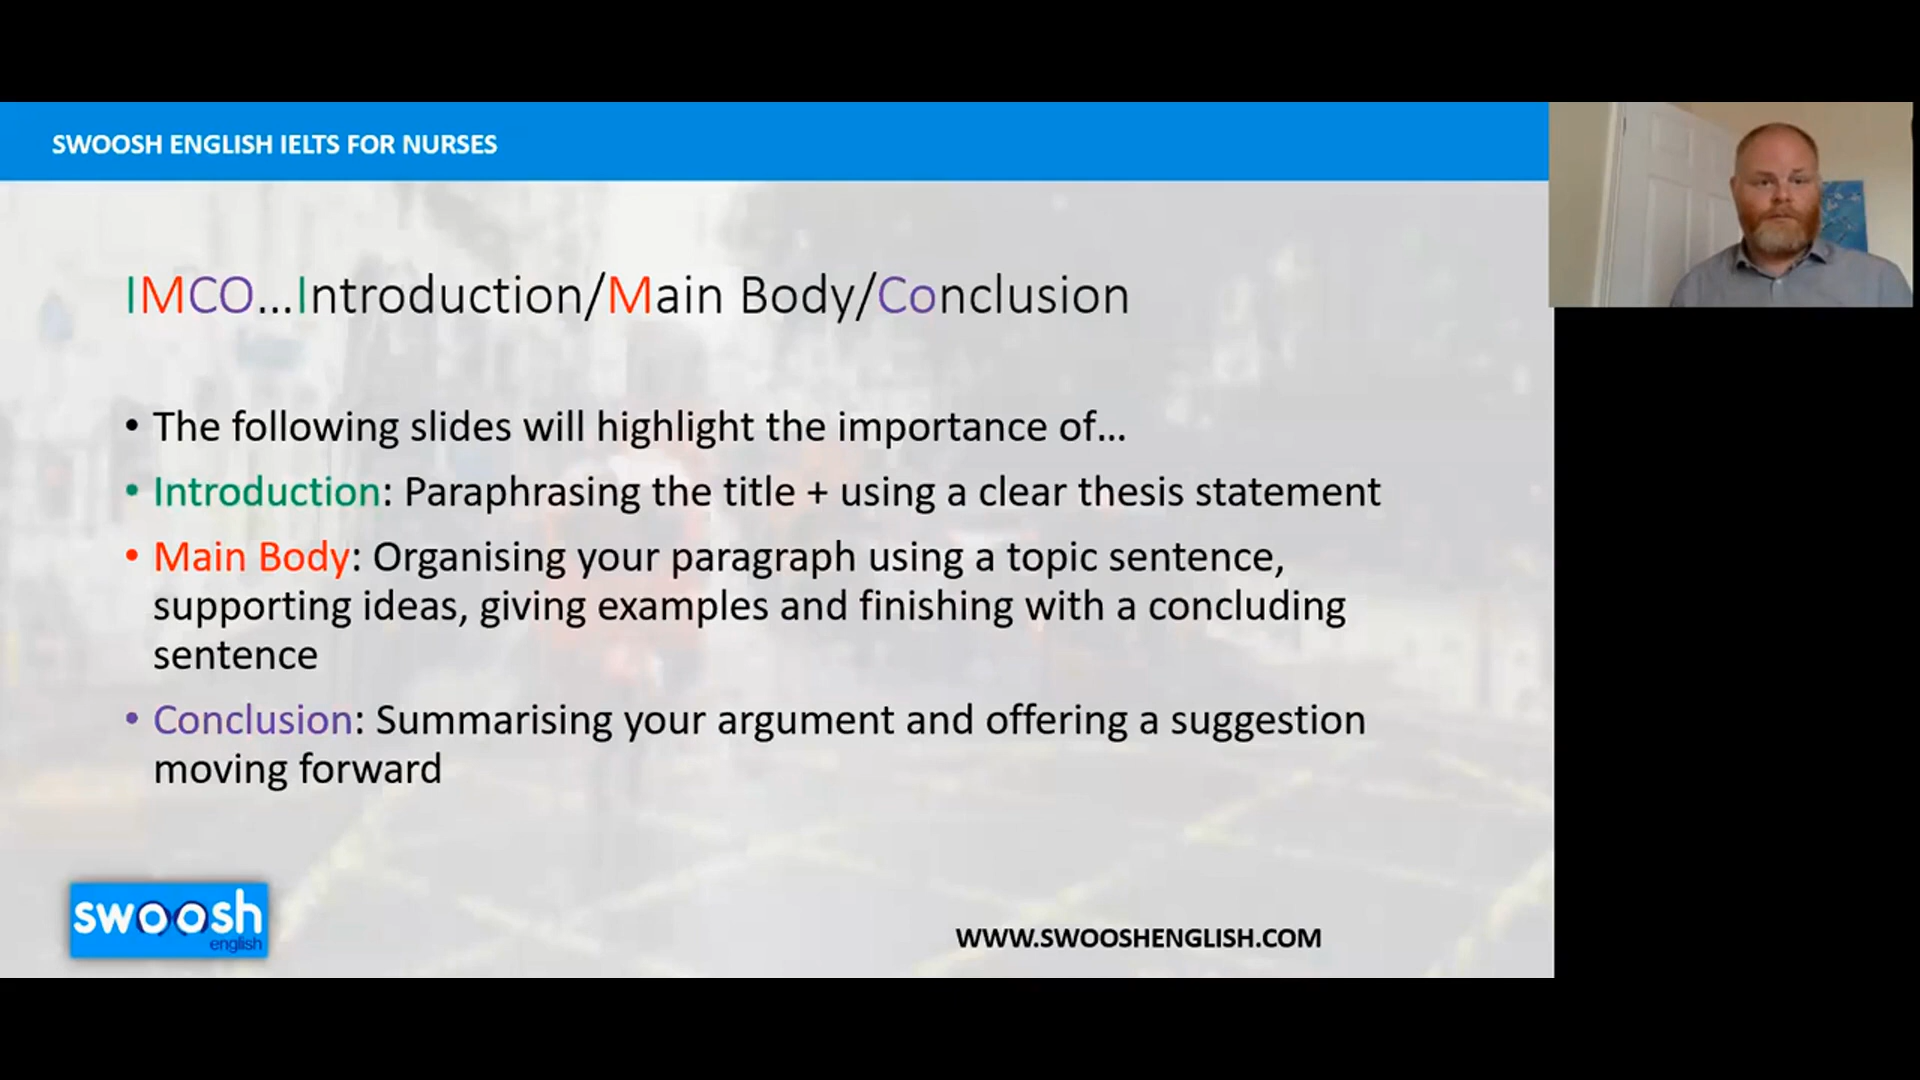 SWOOSH ENGLISH IELTS FOR NURSES
IMCO...Introduction/Main Body/Conclusion
• The following slides will highlight the importance of...
• Introduction: Paraphrasing the title + using a clear thesis statement
• Main Body: Organising your paragraph using a topic sentence,
supporting ideas, giving examples and finishing with a concluding
sentence
• Conclusion: Summarising your argument and offering a suggestion
moving forward
swoosh
english
WWW.SWOOSHENGLISH.COM